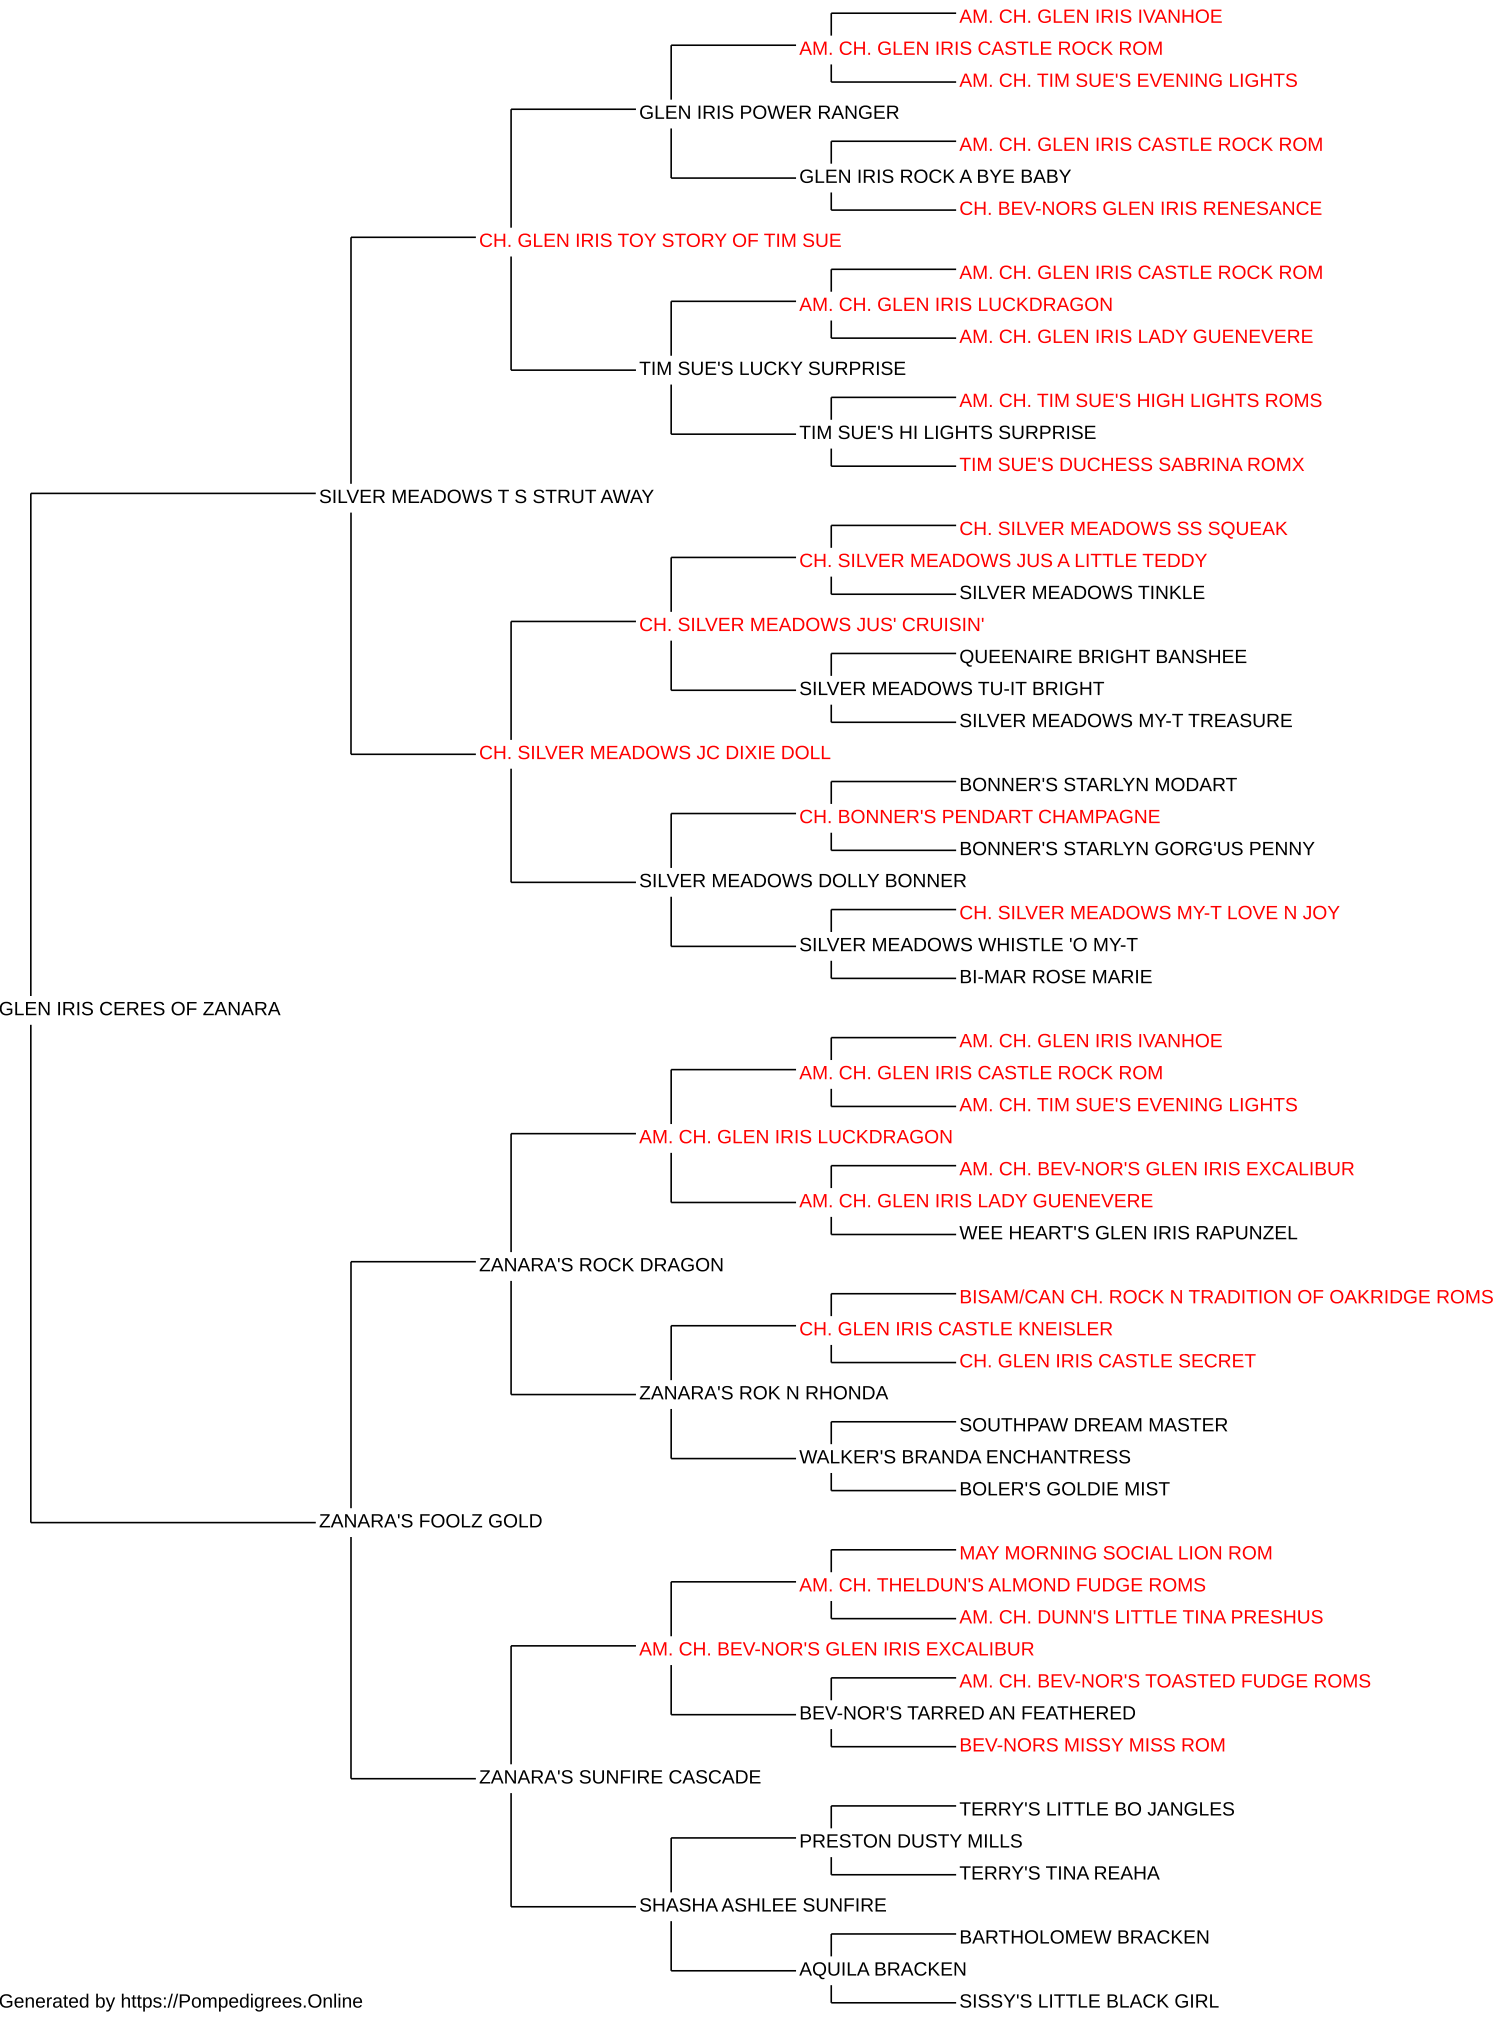 AM. CH. GLEN IRIS IVANHOE
AM. CH. GLEN IRIS CASTLE ROCK ROM
AM. CH. TIM SUE'S EVENING LIGHTS
GLEN IRIS POWER RANGER
AM. CH. GLEN IRIS CASTLE ROCK ROM
GLEN IRIS ROCK A BYE BABY
CH. BEV-NORS GLEN IRIS RENESANCE
CH. GLEN IRIS TOY STORY OF TIM SUE
AM. CH. GLEN IRIS CASTLE ROCK ROM
AM. CH. GLEN IRIS LUCKDRAGON
AM. CH. GLEN IRIS LADY GUENEVERE
TIM SUE'S LUCKY SURPRISE
AM. CH. TIM SUE'S HIGH LIGHTS ROMS
TIM SUE'S HI LIGHTS SURPRISE
TIM SUE'S DUCHESS SABRINA ROMX
SILVER MEADOWS T S STRUT AWAY
CH. SILVER MEADOWS SS SQUEAK
CH. SILVER MEADOWS JUS A LITTLE TEDDY
SILVER MEADOWS TINKLE
CH. SILVER MEADOWS JUS' CRUISIN'
QUEENAIRE BRIGHT BANSHEE
SILVER MEADOWS TU-IT BRIGHT
SILVER MEADOWS MY-T TREASURE
CH. SILVER MEADOWS JC DIXIE DOLL
BONNER'S STARLYN MODART
CH. BONNER'S PENDART CHAMPAGNE
BONNER'S STARLYN GORG'US PENNY
SILVER MEADOWS DOLLY BONNER
CH. SILVER MEADOWS MY-T LOVE N JOY
SILVER MEADOWS WHISTLE 'O MY-T
BI-MAR ROSE MARIE
GLEN IRIS CERES OF ZANARA
AM. CH. GLEN IRIS IVANHOE
AM. CH. GLEN IRIS CASTLE ROCK ROM
AM. CH. TIM SUE'S EVENING LIGHTS
AM. CH. GLEN IRIS LUCKDRAGON
AM. CH. BEV-NOR'S GLEN IRIS EXCALIBUR
AM. CH. GLEN IRIS LADY GUENEVERE
WEE HEART'S GLEN IRIS RAPUNZEL
ZANARA'S ROCK DRAGON
BISAM/CAN CH. ROCK N TRADITION OF OAKRIDGE ROMS
CH. GLEN IRIS CASTLE KNEISLER
CH. GLEN IRIS CASTLE SECRET
ZANARA'S ROK N RHONDA
SOUTHPAW DREAM MASTER
WALKER'S BRANDA ENCHANTRESS
BOLER'S GOLDIE MIST
ZANARA'S FOOLZ GOLD
MAY MORNING SOCIAL LION ROM
AM. CH. THELDUN'S ALMOND FUDGE ROMS
AM. CH. DUNN'S LITTLE TINA PRESHUS
AM. CH. BEV-NOR'S GLEN IRIS EXCALIBUR
AM. CH. BEV-NOR'S TOASTED FUDGE ROMS
BEV-NOR'S TARRED AN FEATHERED
BEV-NORS MISSY MISS ROM
ZANARA'S SUNFIRE CASCADE
TERRY'S LITTLE BO JANGLES
PRESTON DUSTY MILLS
TERRY'S TINA REAHA
SHASHA ASHLEE SUNFIRE
BARTHOLOMEW BRACKEN
AQUILA BRACKEN
SISSY'S LITTLE BLACK GIRL
Generated by https://Pompedigrees.Online